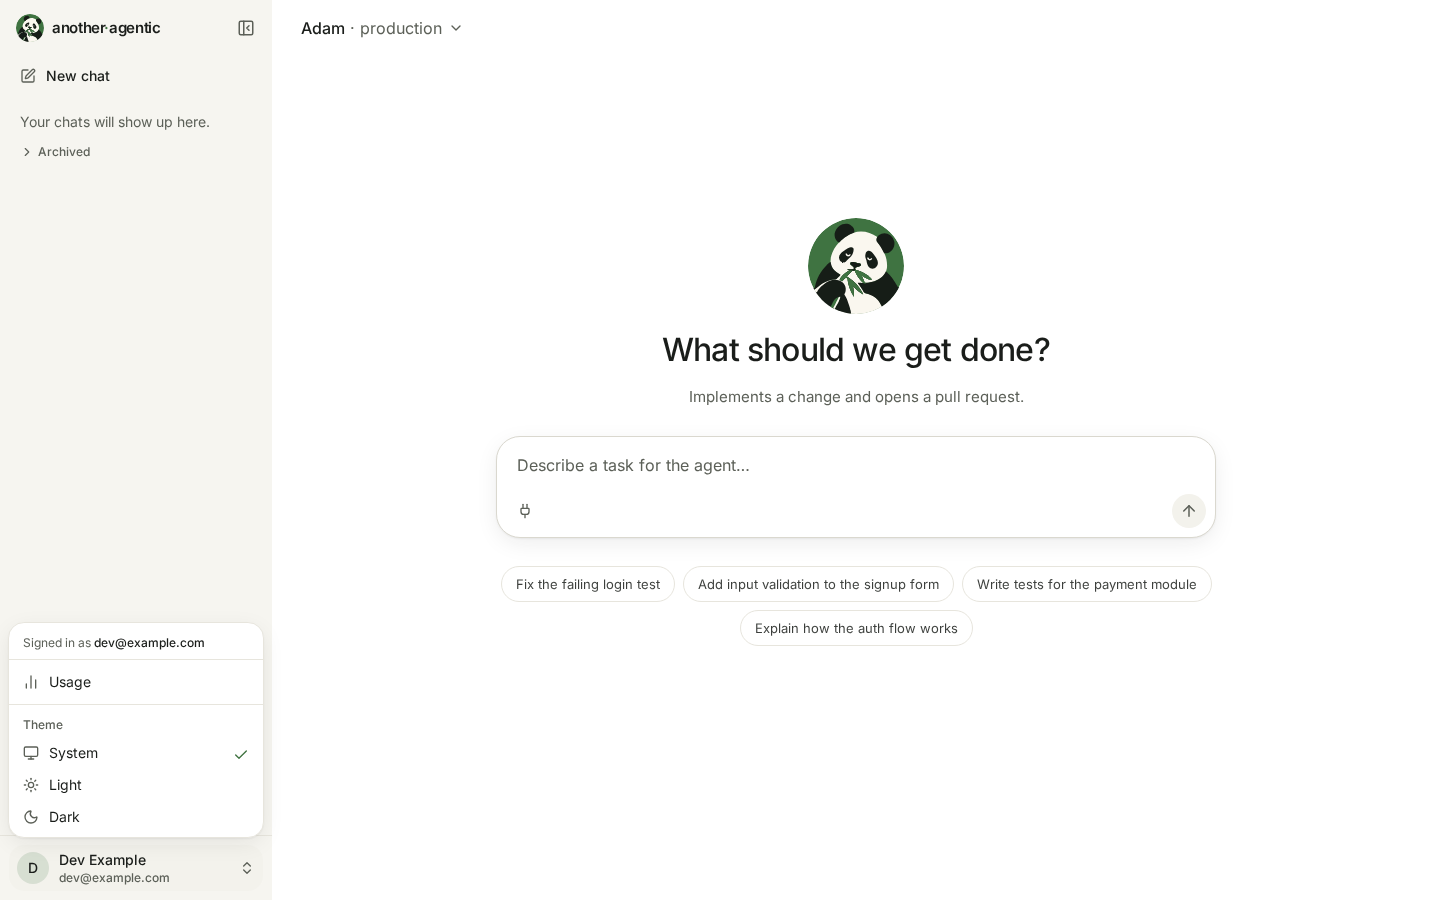 another·agentic
New chat
Your chats will show up here.
Archived
Adam · production
What should we get done?
Implements a change and opens a pull request.
Describe a task for the agent...
Fix the failing login test
Add input validation to the signup form
Write tests for the payment module
Explain how the auth flow works
Signed in as dev@example.com
Usage
Theme
System
Light
Dark
D
Dev Example
dev@example.com